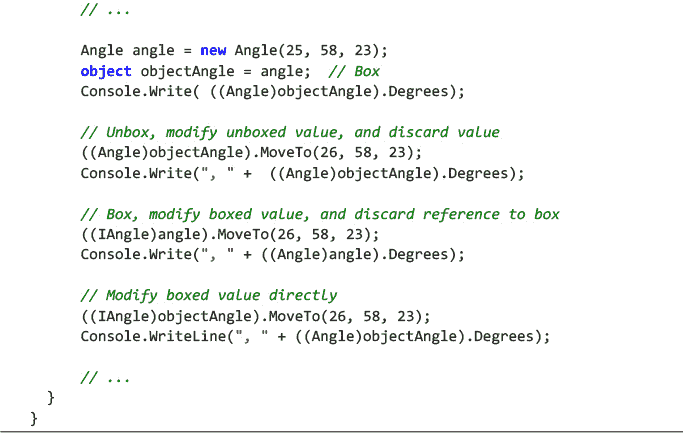 // ...
Angle angle = new Angle(25, 58, 23);
object objectAngle = angle;  // Box
Console.Write( ((Angle)objectAngle).Degrees);
// Unbox, modify unboxed value, and discard value
((Angle)objectAngle).MoveTo(26, 58, 23);
Console.Write(", " +  ((Angle)objectAngle).Degrees);
// Box, modify boxed value, and discard reference to box
((IAngle)angle).MoveTo(26, 58, 23);
Console.Write(", " + ((Angle)angle).Degrees);
// Modify boxed value directly
((IAngle)objectAngle).MoveTo(26, 58, 23);
Console.WriteLine(", " + ((Angle)objectAngle).Degrees);
// ...
}
}